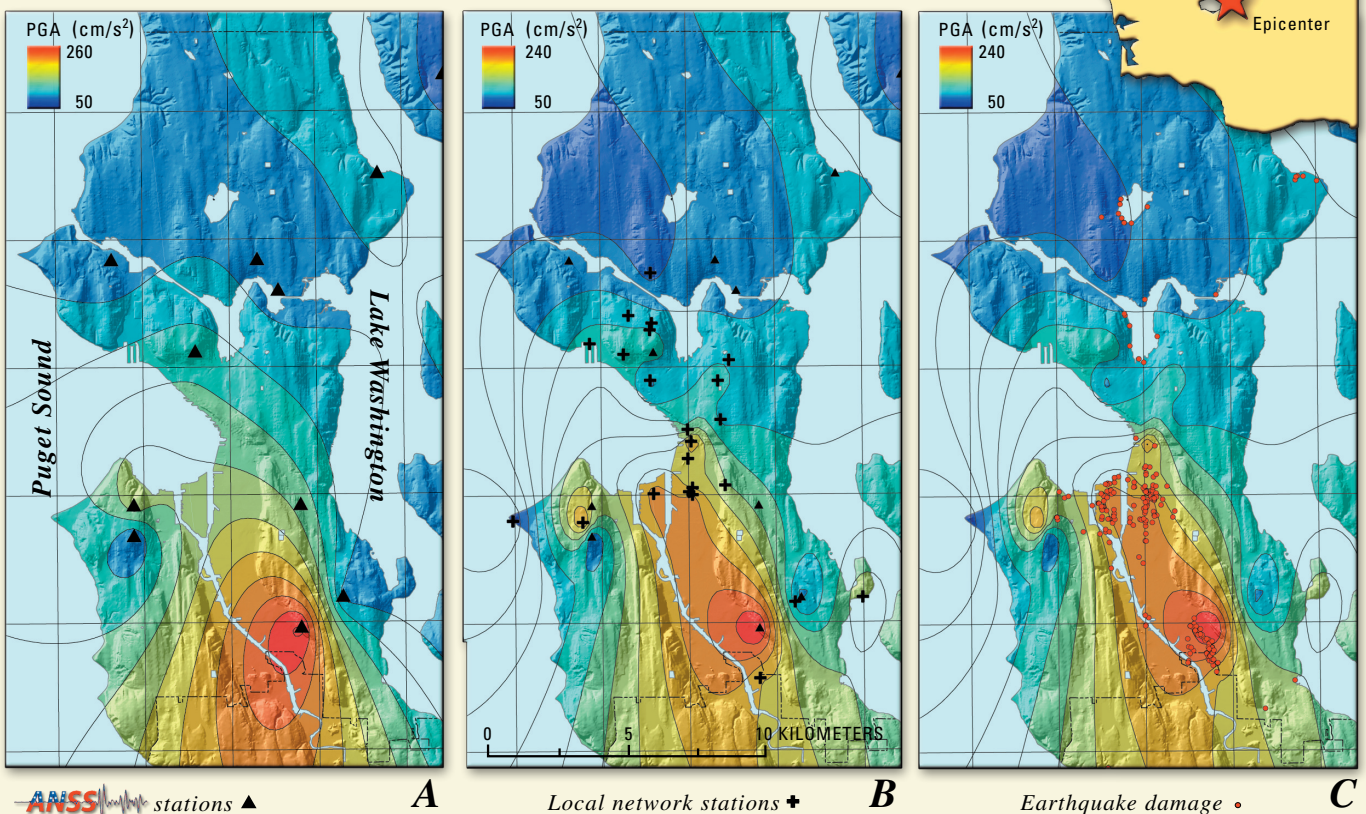 PGA (cm/s²)
260
50
Puget Sound
Lake Washington
PGA (cm/s²)
240
50
0 5 10 KILOMETERS
PGA (cm/s²)
240
50
Epicenter
ANSS stations
A
Local network stations
B
Earthquake damage
C